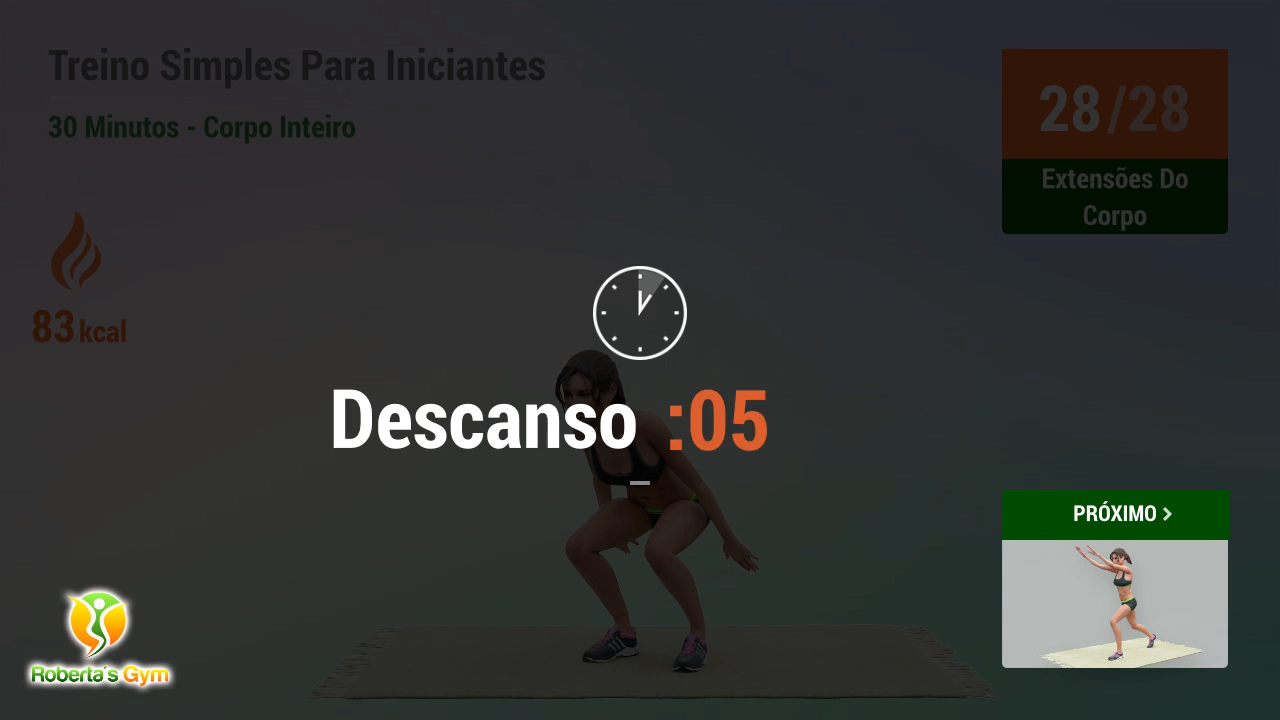 Treino Simples Para Iniciantes
30 Minutos - Corpo Inteiro
28/28
Extensões Do
Corpo
83 kcal
Descanso :05
PRÓXIMO >
Roberta´s Gym